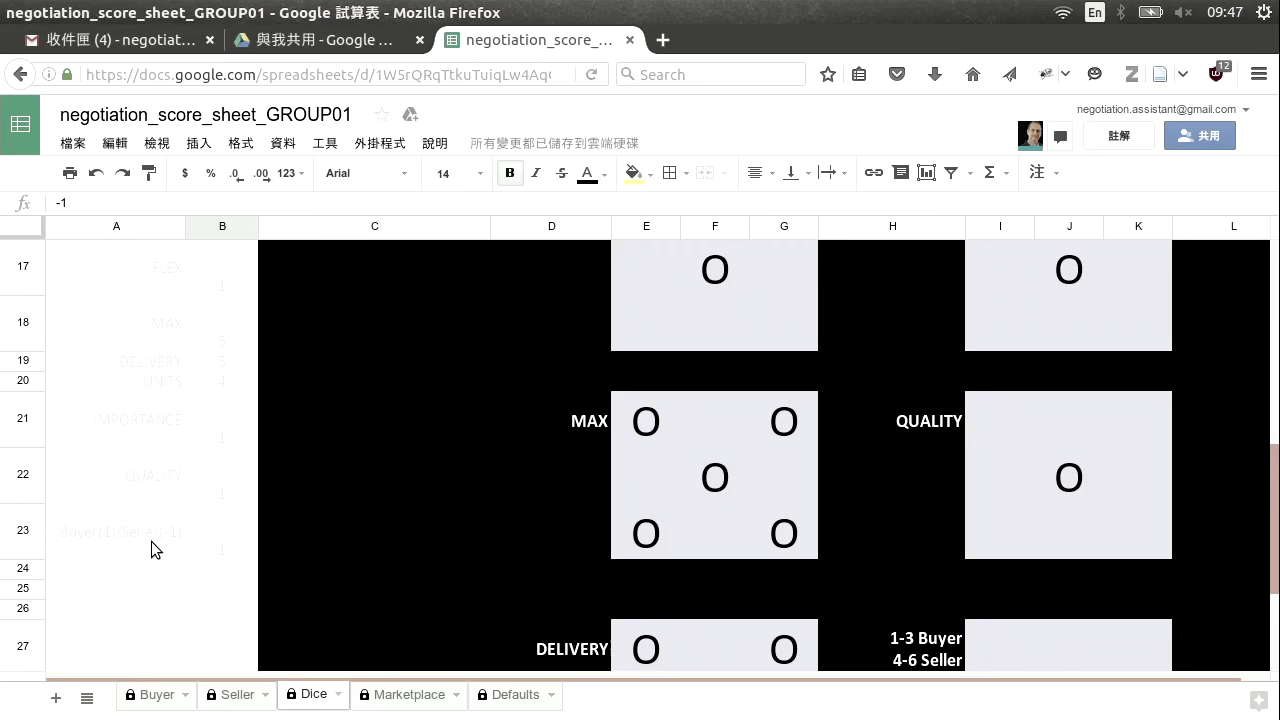 negotiation_score_sheet_GROUP01 - Google 試算表 - Mozilla Firefox
En
09:47
收件匣 (4) - negotiat... ×
與我共用 - Google ... ×
negotiation_score_s... ×
https://docs.google.com/spreadsheets/d/1W5rQRqTtkuTuiqLw4Aq
Search
12
negotiation_score_sheet_GROUP01
negotiation.assistant@gmail.com
檔案 編輯 檢視 插入 格式 資料 工具 外掛程式 說明 所有變更都已儲存到雲端硬碟
註解
共用
$ % .0 .00 123 Arial 14 B I S A Σ 注
fx -1
A B C D E F G H I J K L
17 FLEX 1 O O
18 MAX 5
19 DELIVERY 5
20 UNITS 4
21 IMPORTANCE 1 MAX O O QUALITY
22 QUALITY 1 O O
23 Buyer(1)/Seller(-1) 1 O O
24
25
26
27 DELIVERY O O 1-3 Buyer
4-6 Seller
+ Buyer Seller Dice Marketplace Defaults